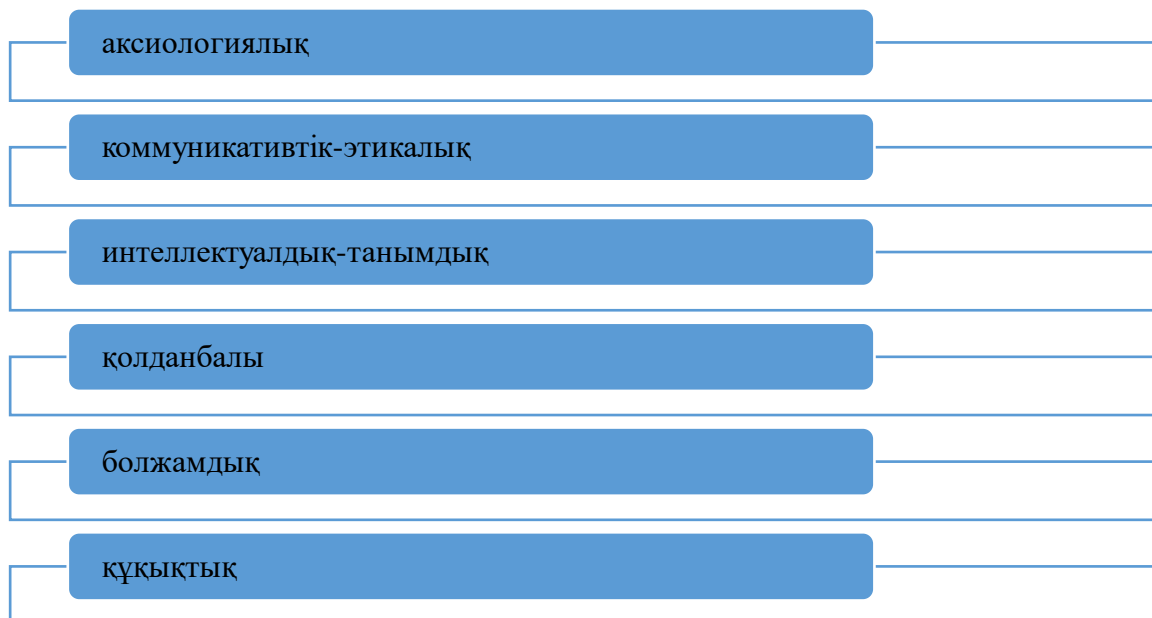 аксиологиялық
коммуникативтік-этикалық
интеллектуалдық-танымдық
қолданбалы
болжамдық
құқықтық